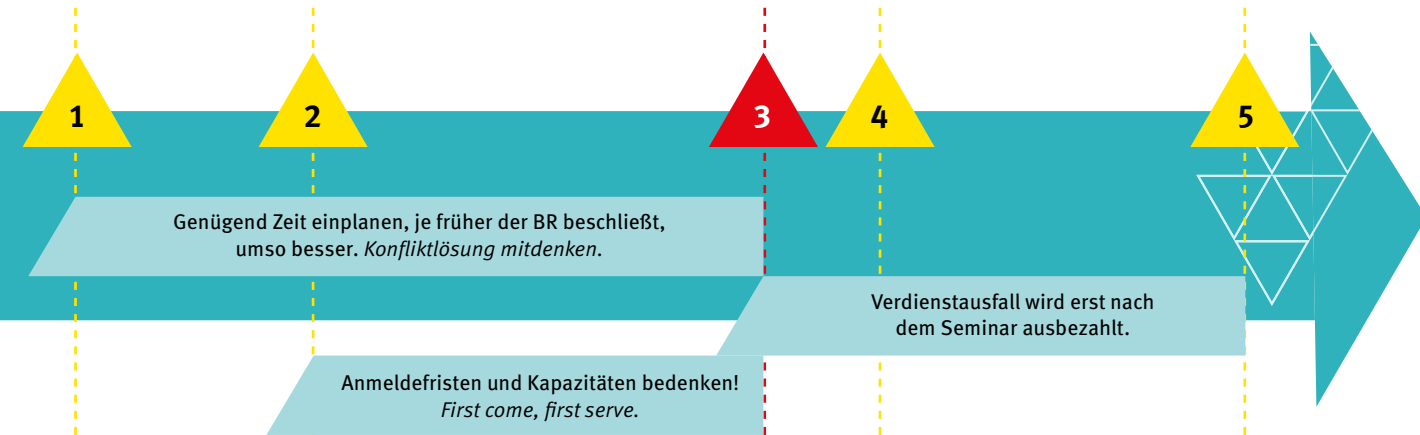 1
2
3
4
5
Genügend Zeit einplanen, je früher der BR beschließt,
umso besser. Konfliktlösung mitdenken.
Verdienstausfall wird erst nach
dem Seminar ausbezahlt.
Anmeldefristen und Kapazitäten bedenken!
First come, first serve.